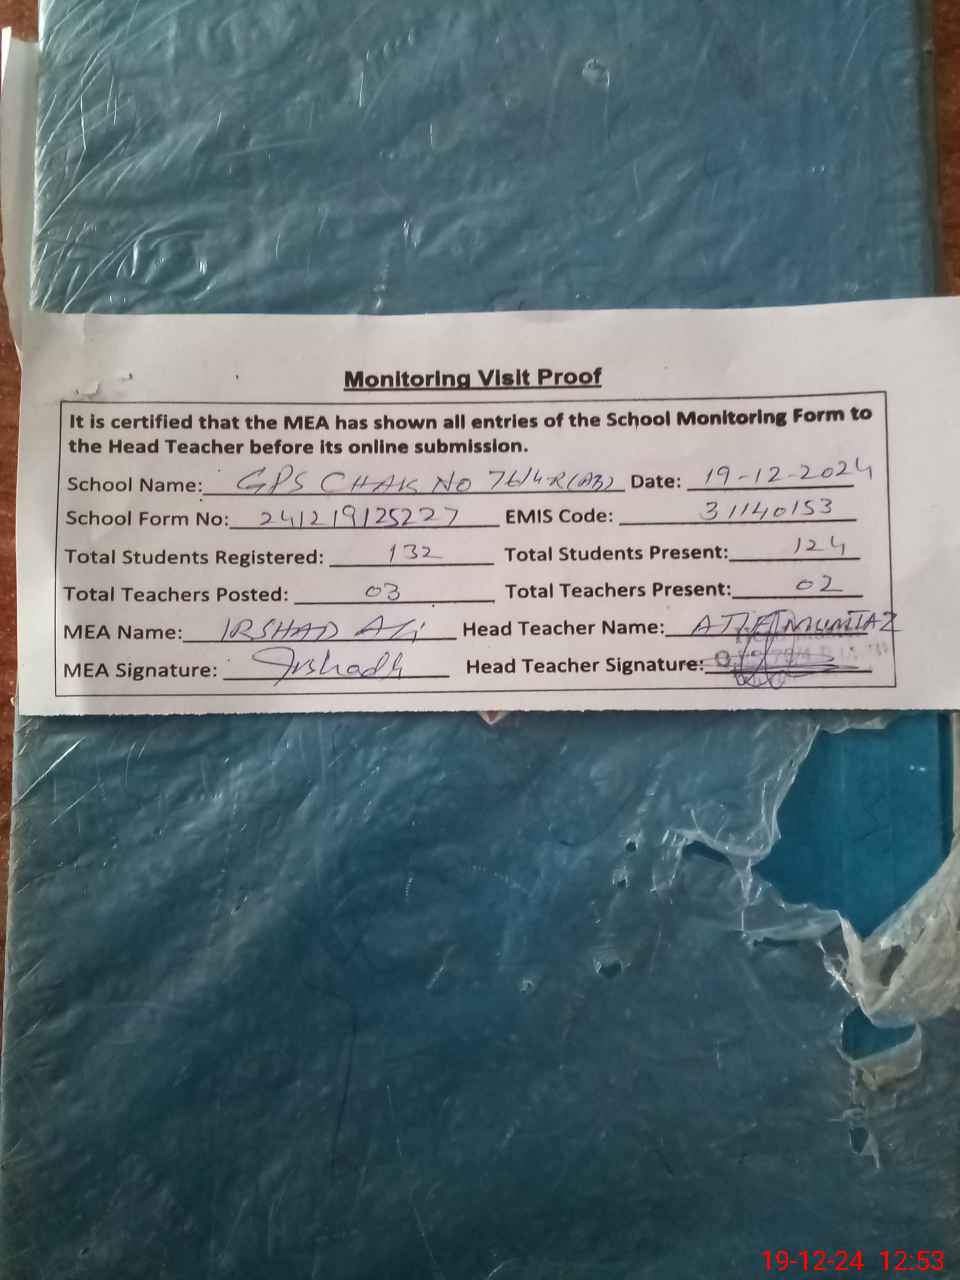 Monitoring Visit Proof
It is certified that the MEA has shown all entries of the School Monitoring Form to
the Head Teacher before its online submission.
School Name: GPS CHAK NO 76/4-R(AB) Date: 19-12-2024
School Form No: 241219125227 EMIS Code: 31140153
Total Students Registered: 132 Total Students Present: 124
Total Teachers Posted: 03 Total Teachers Present: 02
MEA Name: IRSHAD Ali Head Teacher Name: MUMTAZ
MEA Signature: Irshadh Head Teacher Signature:
19-12-24 12:53